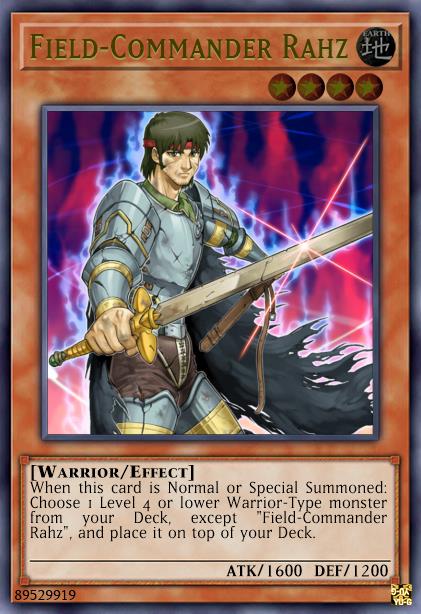 Field-Commander Rahz
EARTH
地
[Warrior/Effect]
When this card is Normal or Special Summoned:
Choose 1 Level 4 or lower Warrior-Type monster
from your Deck, except "Field-Commander
Rahz", and place it on top of your Deck.
ATK/1600 DEF/1200
89529919